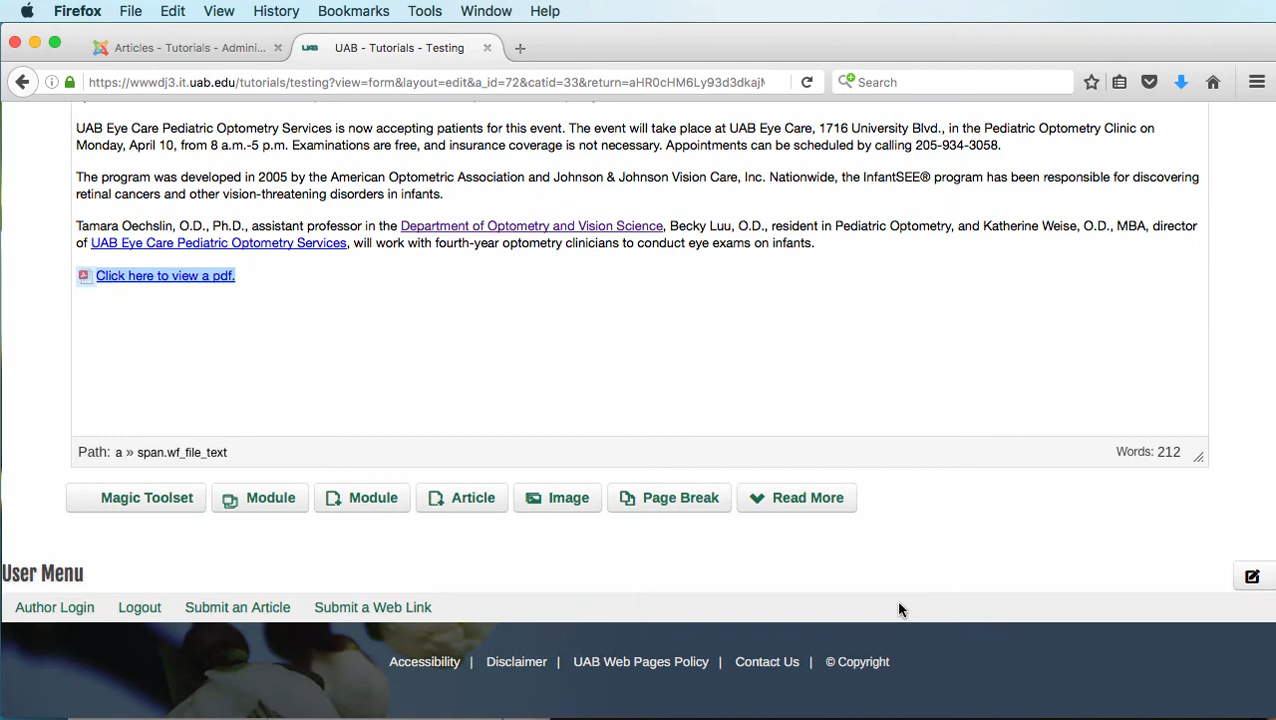 Firefox File Edit View History Bookmarks Tools Window Help
Articles - Tutorials - Admini... UAB - Tutorials - Testing
https://wwwdj3.it.uab.edu/tutorials/testing?view=form&layout=edit&a_id=72&catid=33&return=aHR0cHM6Ly93d3dkajM Search
UAB Eye Care Pediatric Optometry Services is now accepting patients for this event. The event will take place at UAB Eye Care, 1716 University Blvd., in the Pediatric Optometry Clinic on
Monday, April 10, from 8 a.m.-5 p.m. Examinations are free, and insurance coverage is not necessary. Appointments can be scheduled by calling 205-934-3058.
The program was developed in 2005 by the American Optometric Association and Johnson & Johnson Vision Care, Inc. Nationwide, the InfantSEE® program has been responsible for discovering
retinal cancers and other vision-threatening disorders in infants.
Tamara Oechslin, O.D., Ph.D., assistant professor in the Department of Optometry and Vision Science, Becky Luu, O.D., resident in Pediatric Optometry, and Katherine Weise, O.D., MBA, director
of UAB Eye Care Pediatric Optometry Services, will work with fourth-year optometry clinicians to conduct eye exams on infants.
Click here to view a pdf.
Path: a » span.wf_file_text Words: 212
Magic Toolset Module Module Article Image Page Break Read More
User Menu
Author Login Logout Submit an Article Submit a Web Link
Accessibility | Disclaimer | UAB Web Pages Policy | Contact Us | © Copyright